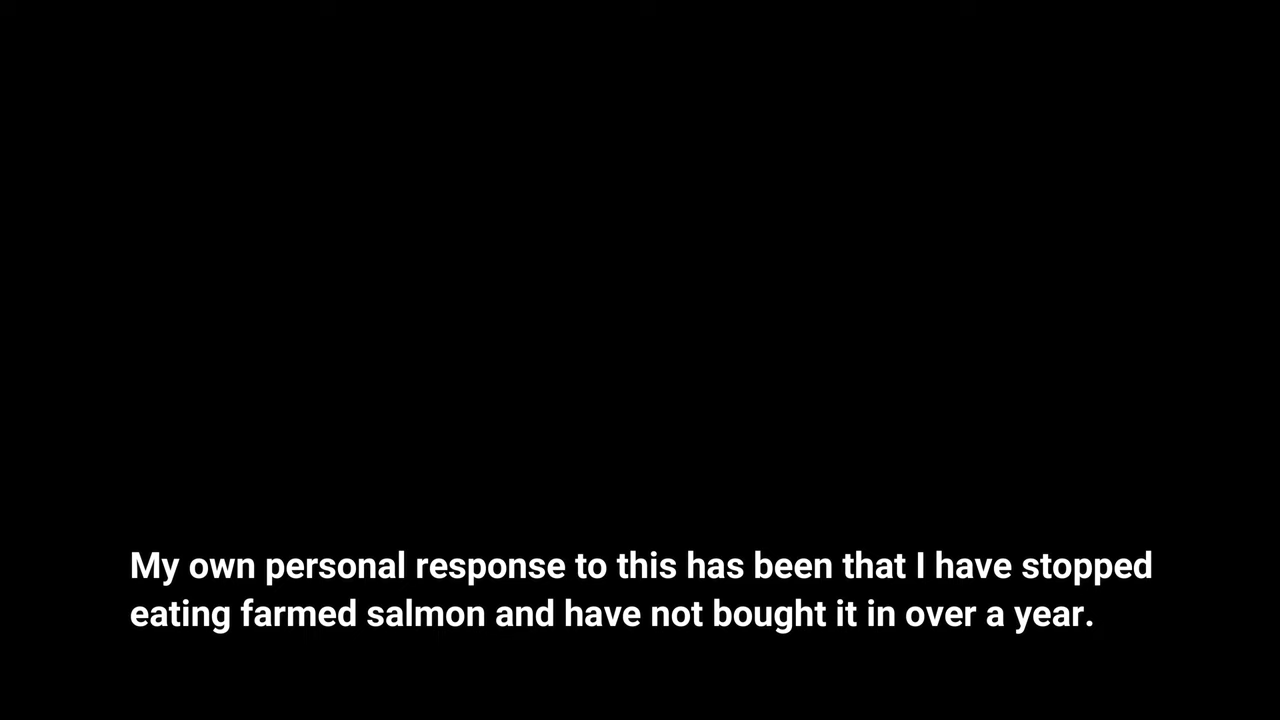 My own personal response to this has been that I have stopped
eating farmed salmon and have not bought it in over a year.